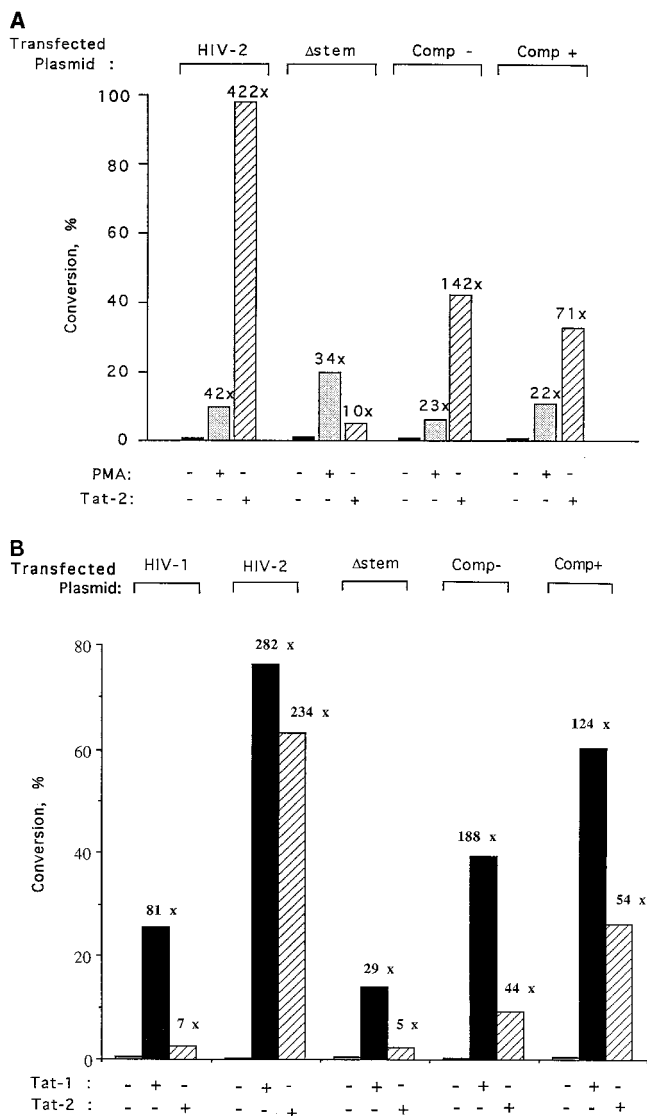 A
Transfected
Plasmid :
HIV-2 Δstem Comp - Comp +
100
80
60
40
20
0
Conversion, %
42x 422x 34x 10x 23x 142x 22x 71x
PMA: - + - - + - - + - - + -
Tat-2: - - + - - + - - + - - +
B
Transfected
Plasmid:
HIV-1 HIV-2 Δstem Comp- Comp+
80
60
40
20
0
Conversion, %
81 x 7 x 282 x 234 x 29 x 5 x 188 x 44 x 124 x 54 x
Tat-1 : - + - - + - - + - - + - - + -
Tat-2 : - - + - - + - - + - - + - - +